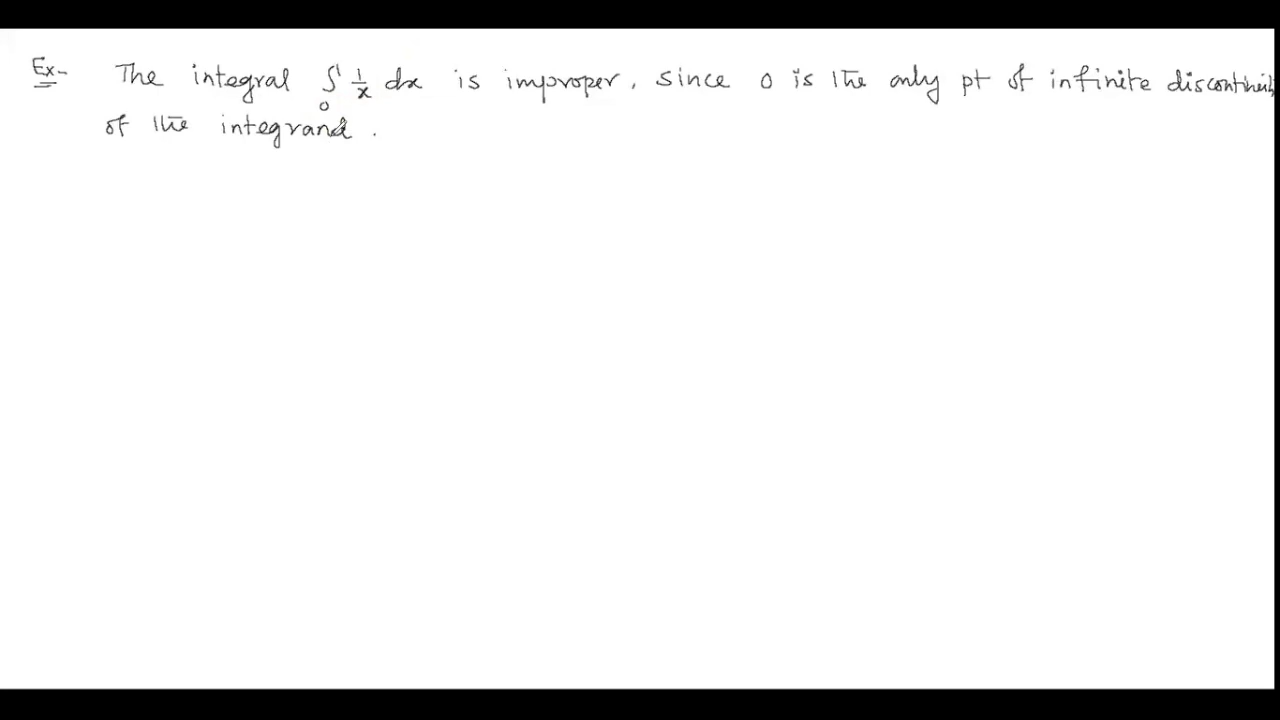 Ex- The integral ∫₀¹ 1/x dx is improper, since 0 is the only pt of infinite discontinuity
of the integrand.